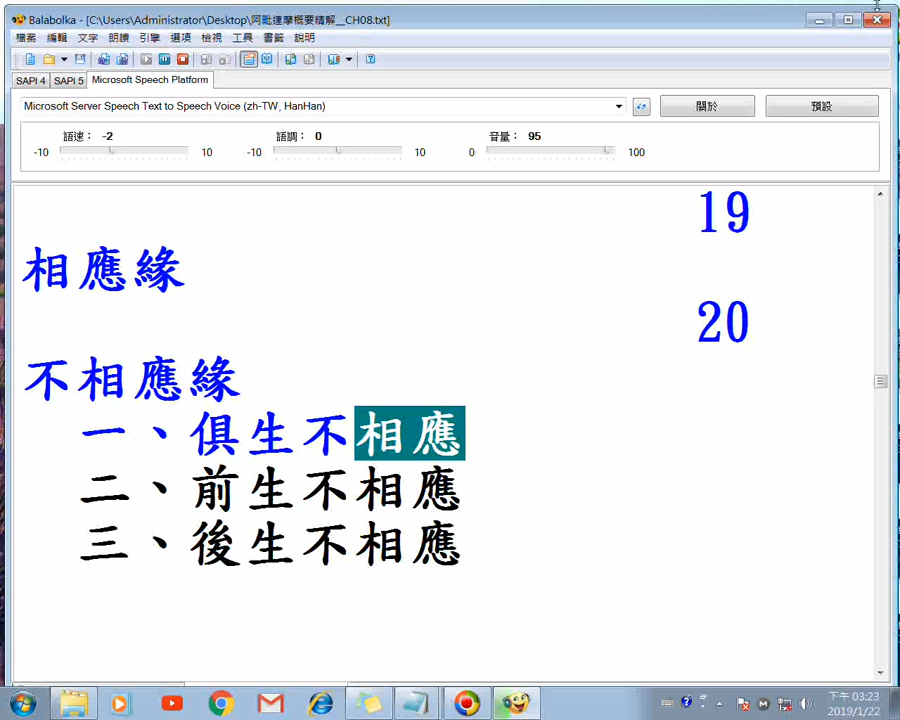 Balabolka - [C:\Users\Administrator\Desktop\阿毗達摩概要精解__CH08.txt]
檔案 編輯 文字 朗讀 引擎 選項 檢視 工具 書籤 說明
SAPI 4 SAPI 5 Microsoft Speech Platform
Microsoft Server Speech Text to Speech Voice (zh-TW, HanHan) 關於 預設
語速： -2 語調： 0 音量： 95
-10 10 -10 10 0 100
19
相應緣
20
不相應緣
一、俱生不相應
二、前生不相應
三、後生不相應
下午 03:23
2019/1/22